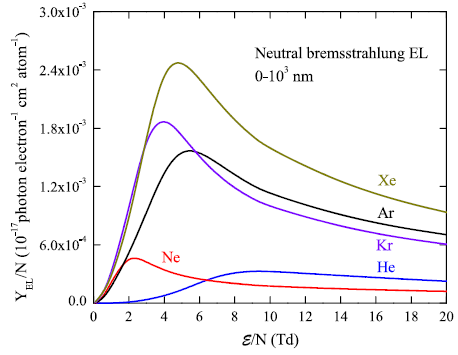 3.0x10⁻³
2.4x10⁻³
1.8x10⁻³
1.2x10⁻³
6.0x10⁻⁴
0.0
Y_EL/N (10⁻¹⁷photon electron⁻¹ cm² atom⁻¹)
Neutral bremsstrahlung EL
0-10³ nm
Xe
Ar
Kr
Ne
He
0 2 4 6 8 10 12 14 16 18 20
ℰ/N (Td)